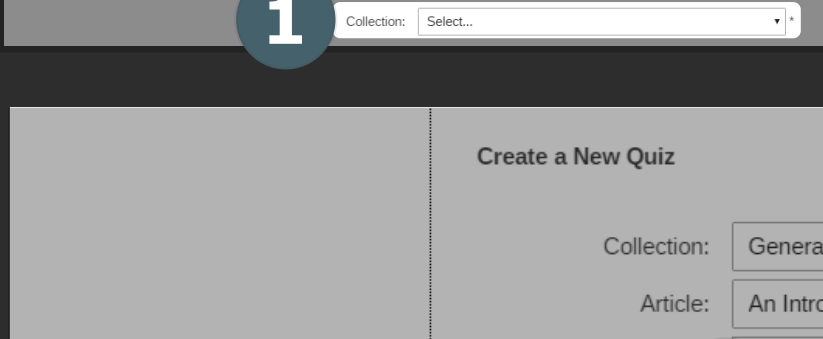 1 Collection: Select... *
Create a New Quiz
Collection: Genera
Article: An Intro